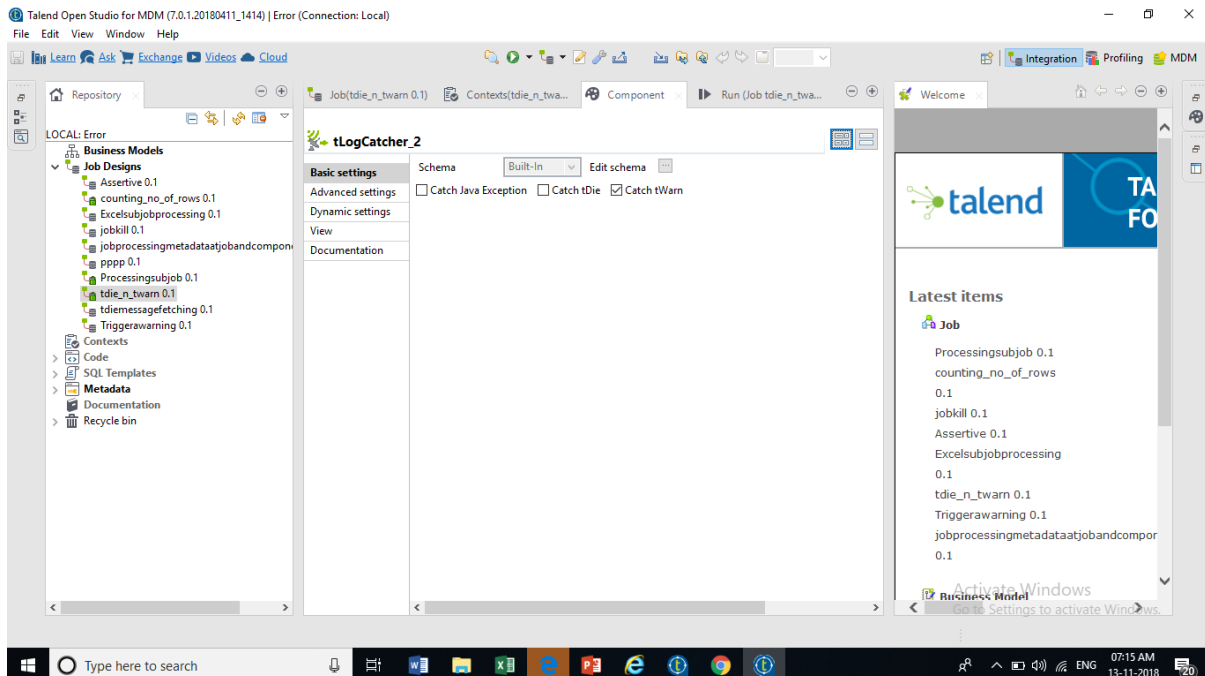 Talend Open Studio for MDM (7.0.1.20180411_1414) | Error (Connection: Local)
File Edit View Window Help
Learn Ask Exchange Videos Cloud
Integration Profiling MDM
Repository
LOCAL: Error
Business Models
Job Designs
Assertive 0.1
counting_no_of_rows 0.1
Excelsubjobprocessing 0.1
jobkill 0.1
jobprocessingmetadataatjobandcompone
pppp 0.1
Processingsubjob 0.1
tdie_n_twarn 0.1
tdiemessagefetching 0.1
Triggerawarning 0.1
Contexts
Code
SQL Templates
Metadata
Documentation
Recycle bin
Job(tdie_n_twarn 0.1) Contexts(tdie_n_twa... Component Run (Job tdie_n_twa...
tLogCatcher_2
Basic settings
Advanced settings
Dynamic settings
View
Documentation
Schema Built-In Edit schema ...
Catch Java Exception Catch tDie Catch tWarn
Welcome
talend
TA
FO
Latest items
Job
Processingsubjob 0.1
counting_no_of_rows
0.1
jobkill 0.1
Assertive 0.1
Excelsubjobprocessing
0.1
tdie_n_twarn 0.1
Triggerawarning 0.1
jobprocessingmetadataatjobandcompor
0.1
Business Model
Activate Windows
Go to Settings to activate Windows.
Type here to search
ENG
07:15 AM
13-11-2018
20